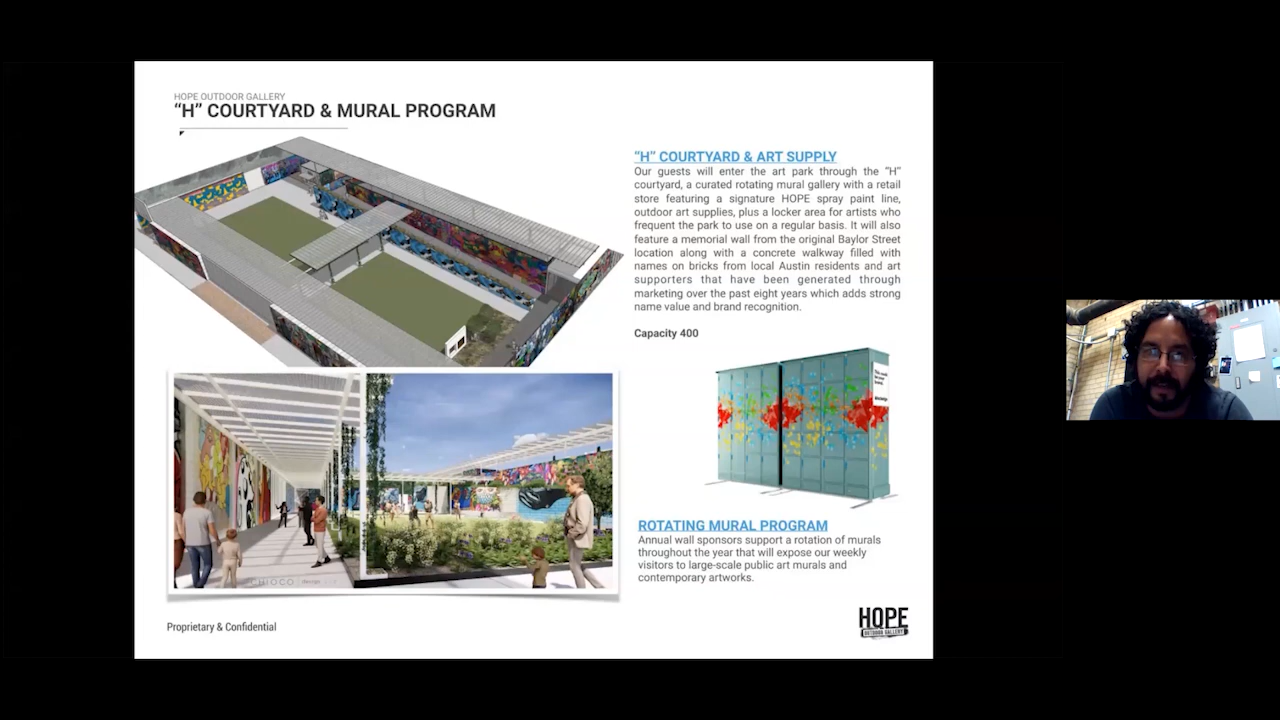 HOPE OUTDOOR GALLERY
“H” COURTYARD & MURAL PROGRAM
“H” COURTYARD & ART SUPPLY
Our guests will enter the art park through the “H”
courtyard, a curated rotating mural gallery with a retail
store featuring a signature HOPE spray paint line,
outdoor art supplies, plus a locker area for artists who
frequent the park to use on a regular basis. It will also
feature a memorial wall from the original Baylor Street
location along with a concrete walkway filled with
names on bricks from local Austin residents and art
supporters that have been generated through
marketing over the past eight years which adds strong
name value and brand recognition.
Capacity 400
CHIOCO design
ROTATING MURAL PROGRAM
Annual wall sponsors support a rotation of murals
throughout the year that will expose our weekly
visitors to large-scale public art murals and
contemporary artworks.
Proprietary & Confidential
HOPE
OUTDOOR GALLERY